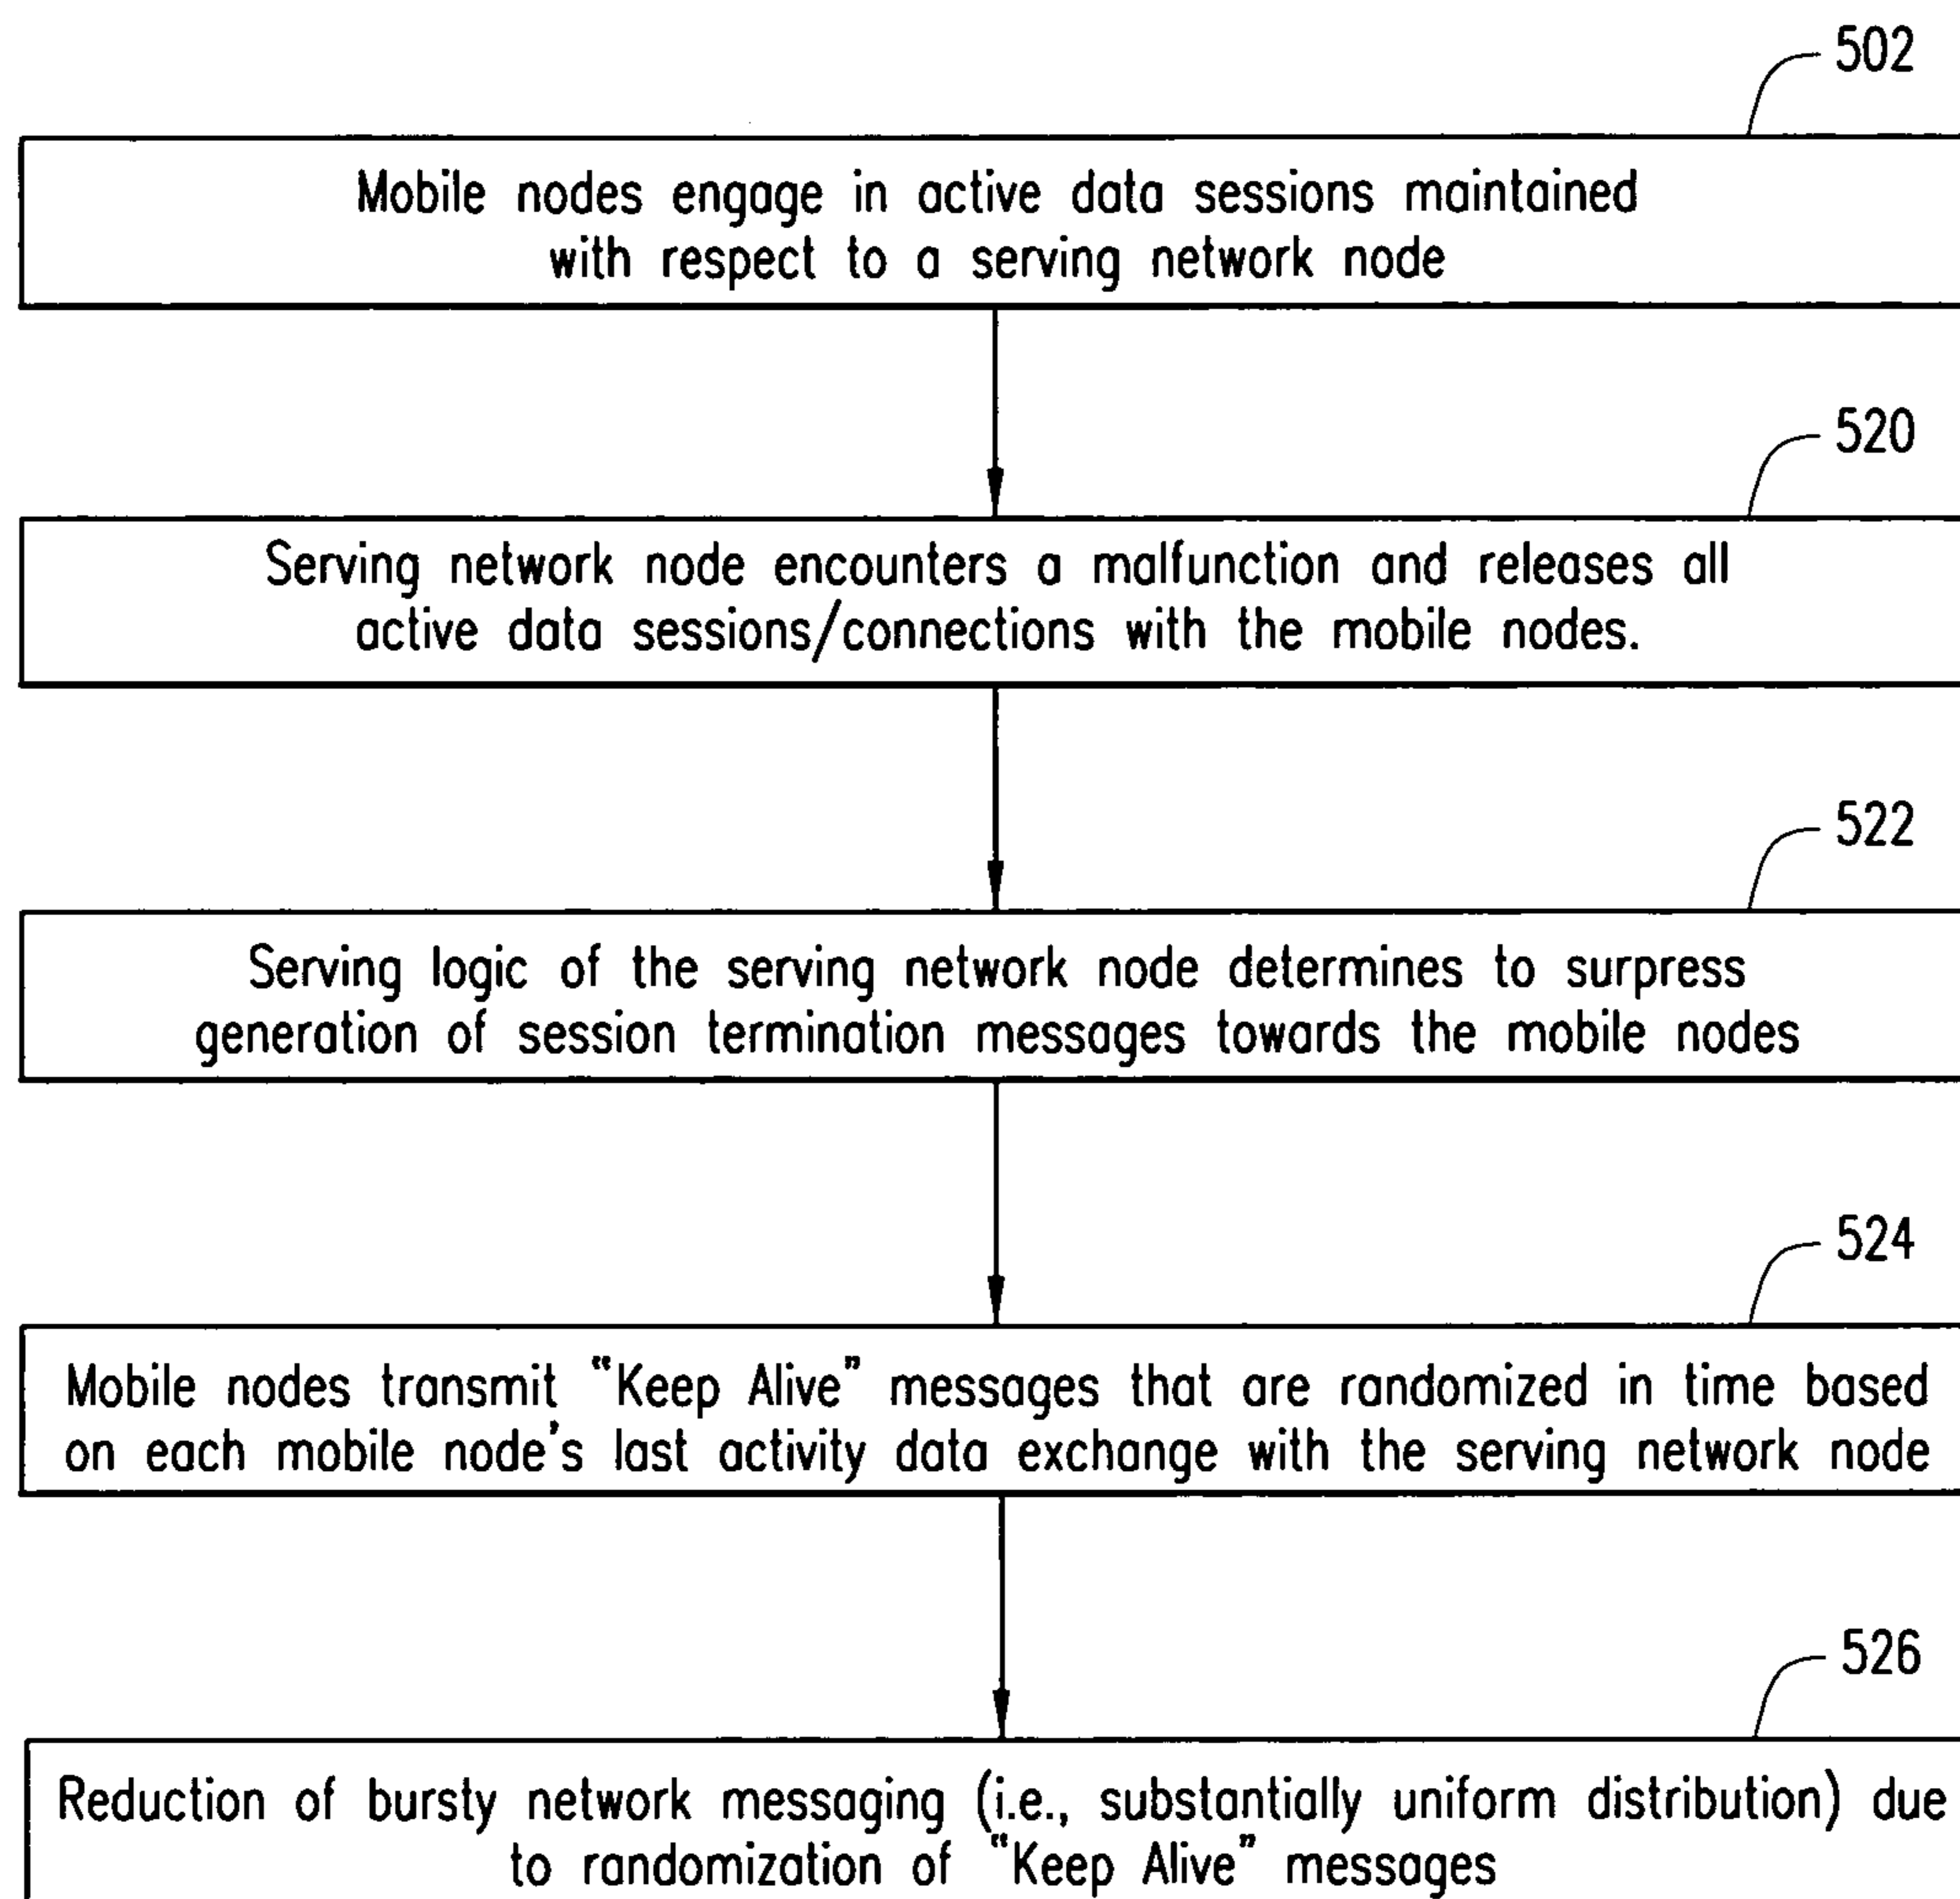 502
Mobile nodes engage in active data sessions maintained
with respect to a serving network node
520
Serving network node encounters a malfunction and releases all
active data sessions/connections with the mobile nodes.
522
Serving logic of the serving network node determines to surpress
generation of session termination messages towards the mobile nodes
524
Mobile nodes transmit “Keep Alive” messages that are randomized in time based
on each mobile node's last activity data exchange with the serving network node
526
Reduction of bursty network messaging (i.e., substantially uniform distribution) due
to randomization of “Keep Alive” messages